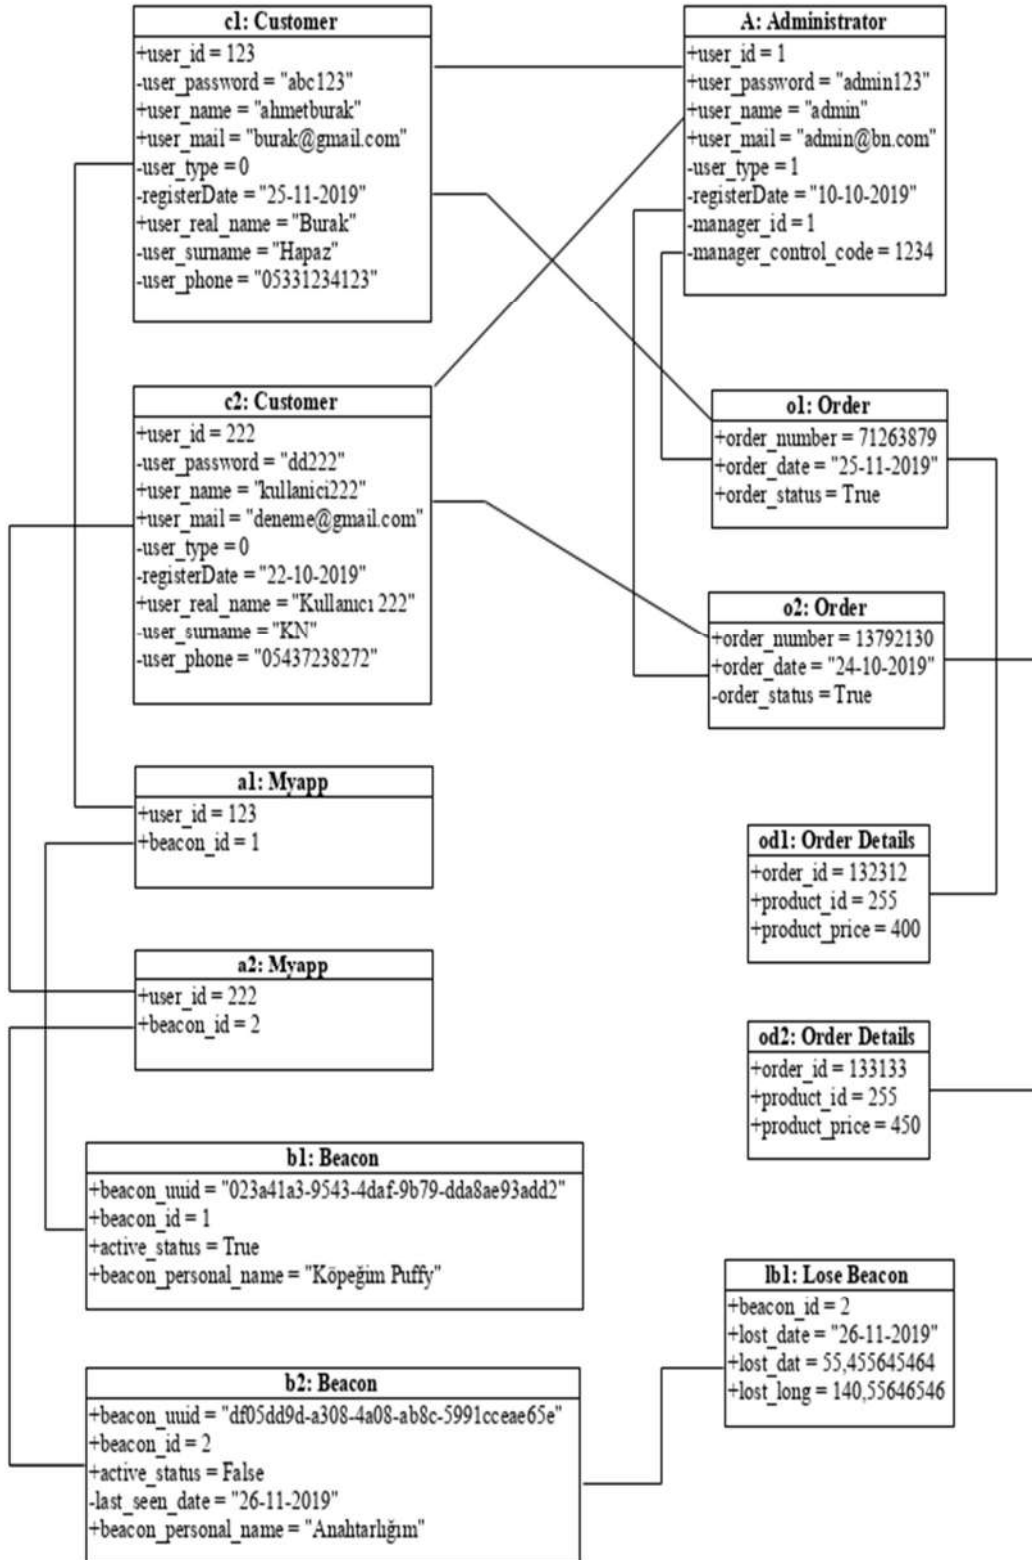 c1: Customer
+user_id = 123
-user_password = "abc123"
+user_name = "ahmetburak"
+user_mail = "burak@gmail.com"
-user_type = 0
-registerDate = "25-11-2019"
+user_real_name = "Burak"
-user_surname = "Hapaz"
-user_phone = "05331234123"
A: Administrator
+user_id = 1
+user_password = "admin123"
+user_name = "admin"
+user_mail = "admin@bn.com"
-user_type = 1
-registerDate = "10-10-2019"
-manager_id = 1
-manager_control_code = 1234
c2: Customer
+user_id = 222
-user_password = "dd222"
+user_name = "kullanici222"
+user_mail = "deneme@gmail.com"
-user_type = 0
-registerDate = "22-10-2019"
+user_real_name = "Kullanıcı 222"
-user_surname = "KN"
-user_phone = "05437238272"
o1: Order
+order_number = 71263879
+order_date = "25-11-2019"
+order_status = True
o2: Order
+order_number = 13792130
+order_date = "24-10-2019"
-order_status = True
a1: Myapp
+user_id = 123
+beacon_id = 1
od1: Order Details
+order_id = 132312
+product_id = 255
+product_price = 400
a2: Myapp
+user_id = 222
+beacon_id = 2
od2: Order Details
+order_id = 133133
+product_id = 255
+product_price = 450
b1: Beacon
+beacon_uuid = "023a41a3-9543-4daf-9b79-dda8ae93add2"
+beacon_id = 1
+active_status = True
+beacon_personal_name = "Köpeğim Puffy"
lb1: Lose Beacon
+beacon_id = 2
+lost_date = "26-11-2019"
+lost_dat = 55,455645464
+lost_long = 140,55646546
b2: Beacon
+beacon_uuid = "df05dd9d-a308-4a08-ab8c-5991cceae65e"
+beacon_id = 2
+active_status = False
-last_seen_date = "26-11-2019"
+beacon_personal_name = "Anahtarlığım"